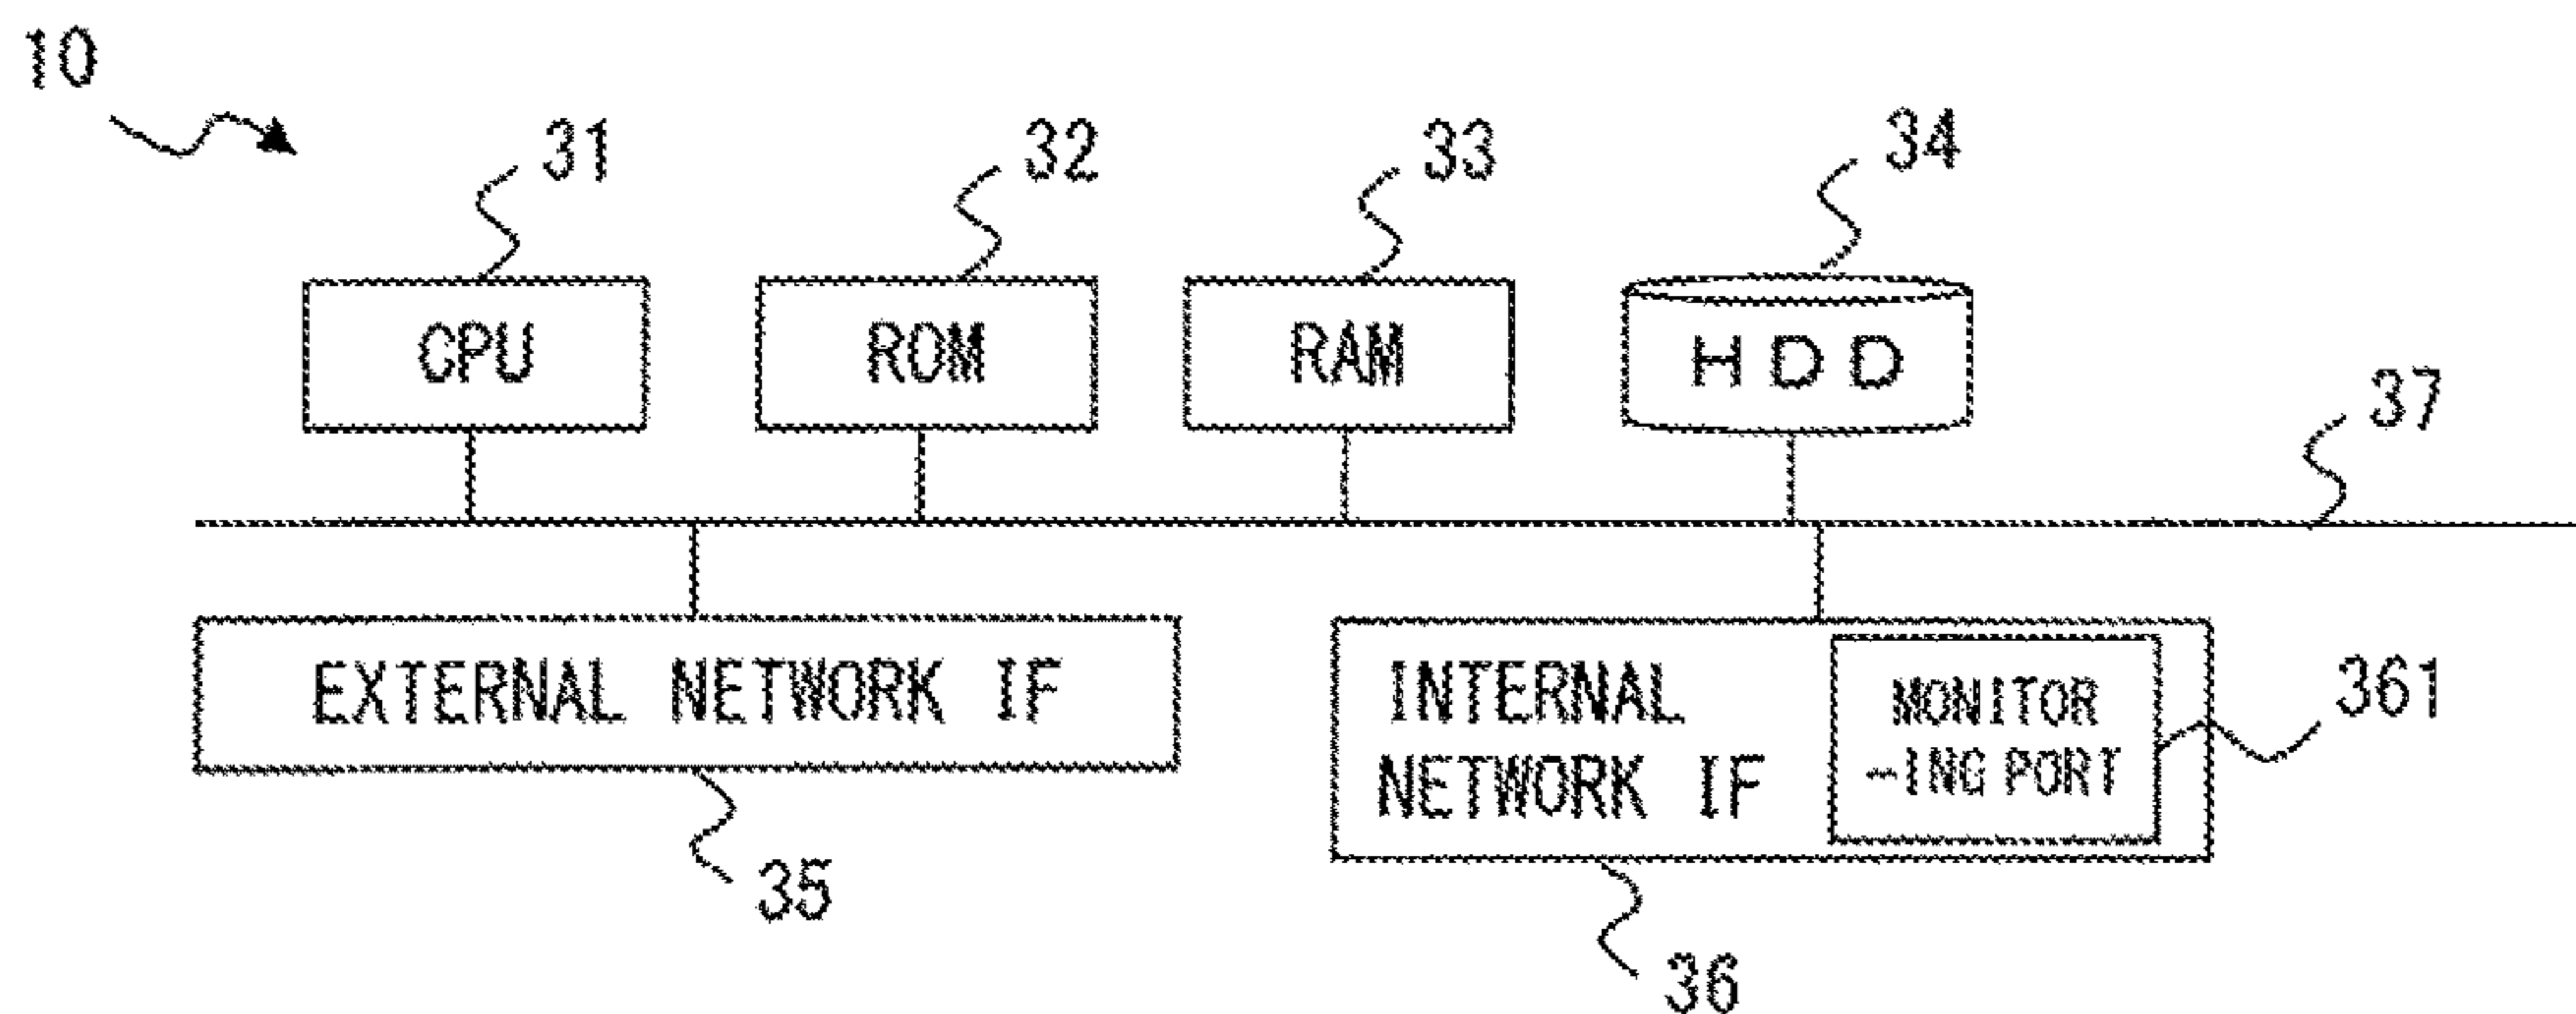 10
31
32
33
34
CPU
ROM
RAM
HDD
37
EXTERNAL NETWORK IF
INTERNAL
NETWORK IF
MONITOR
-ING PORT
361
35
36